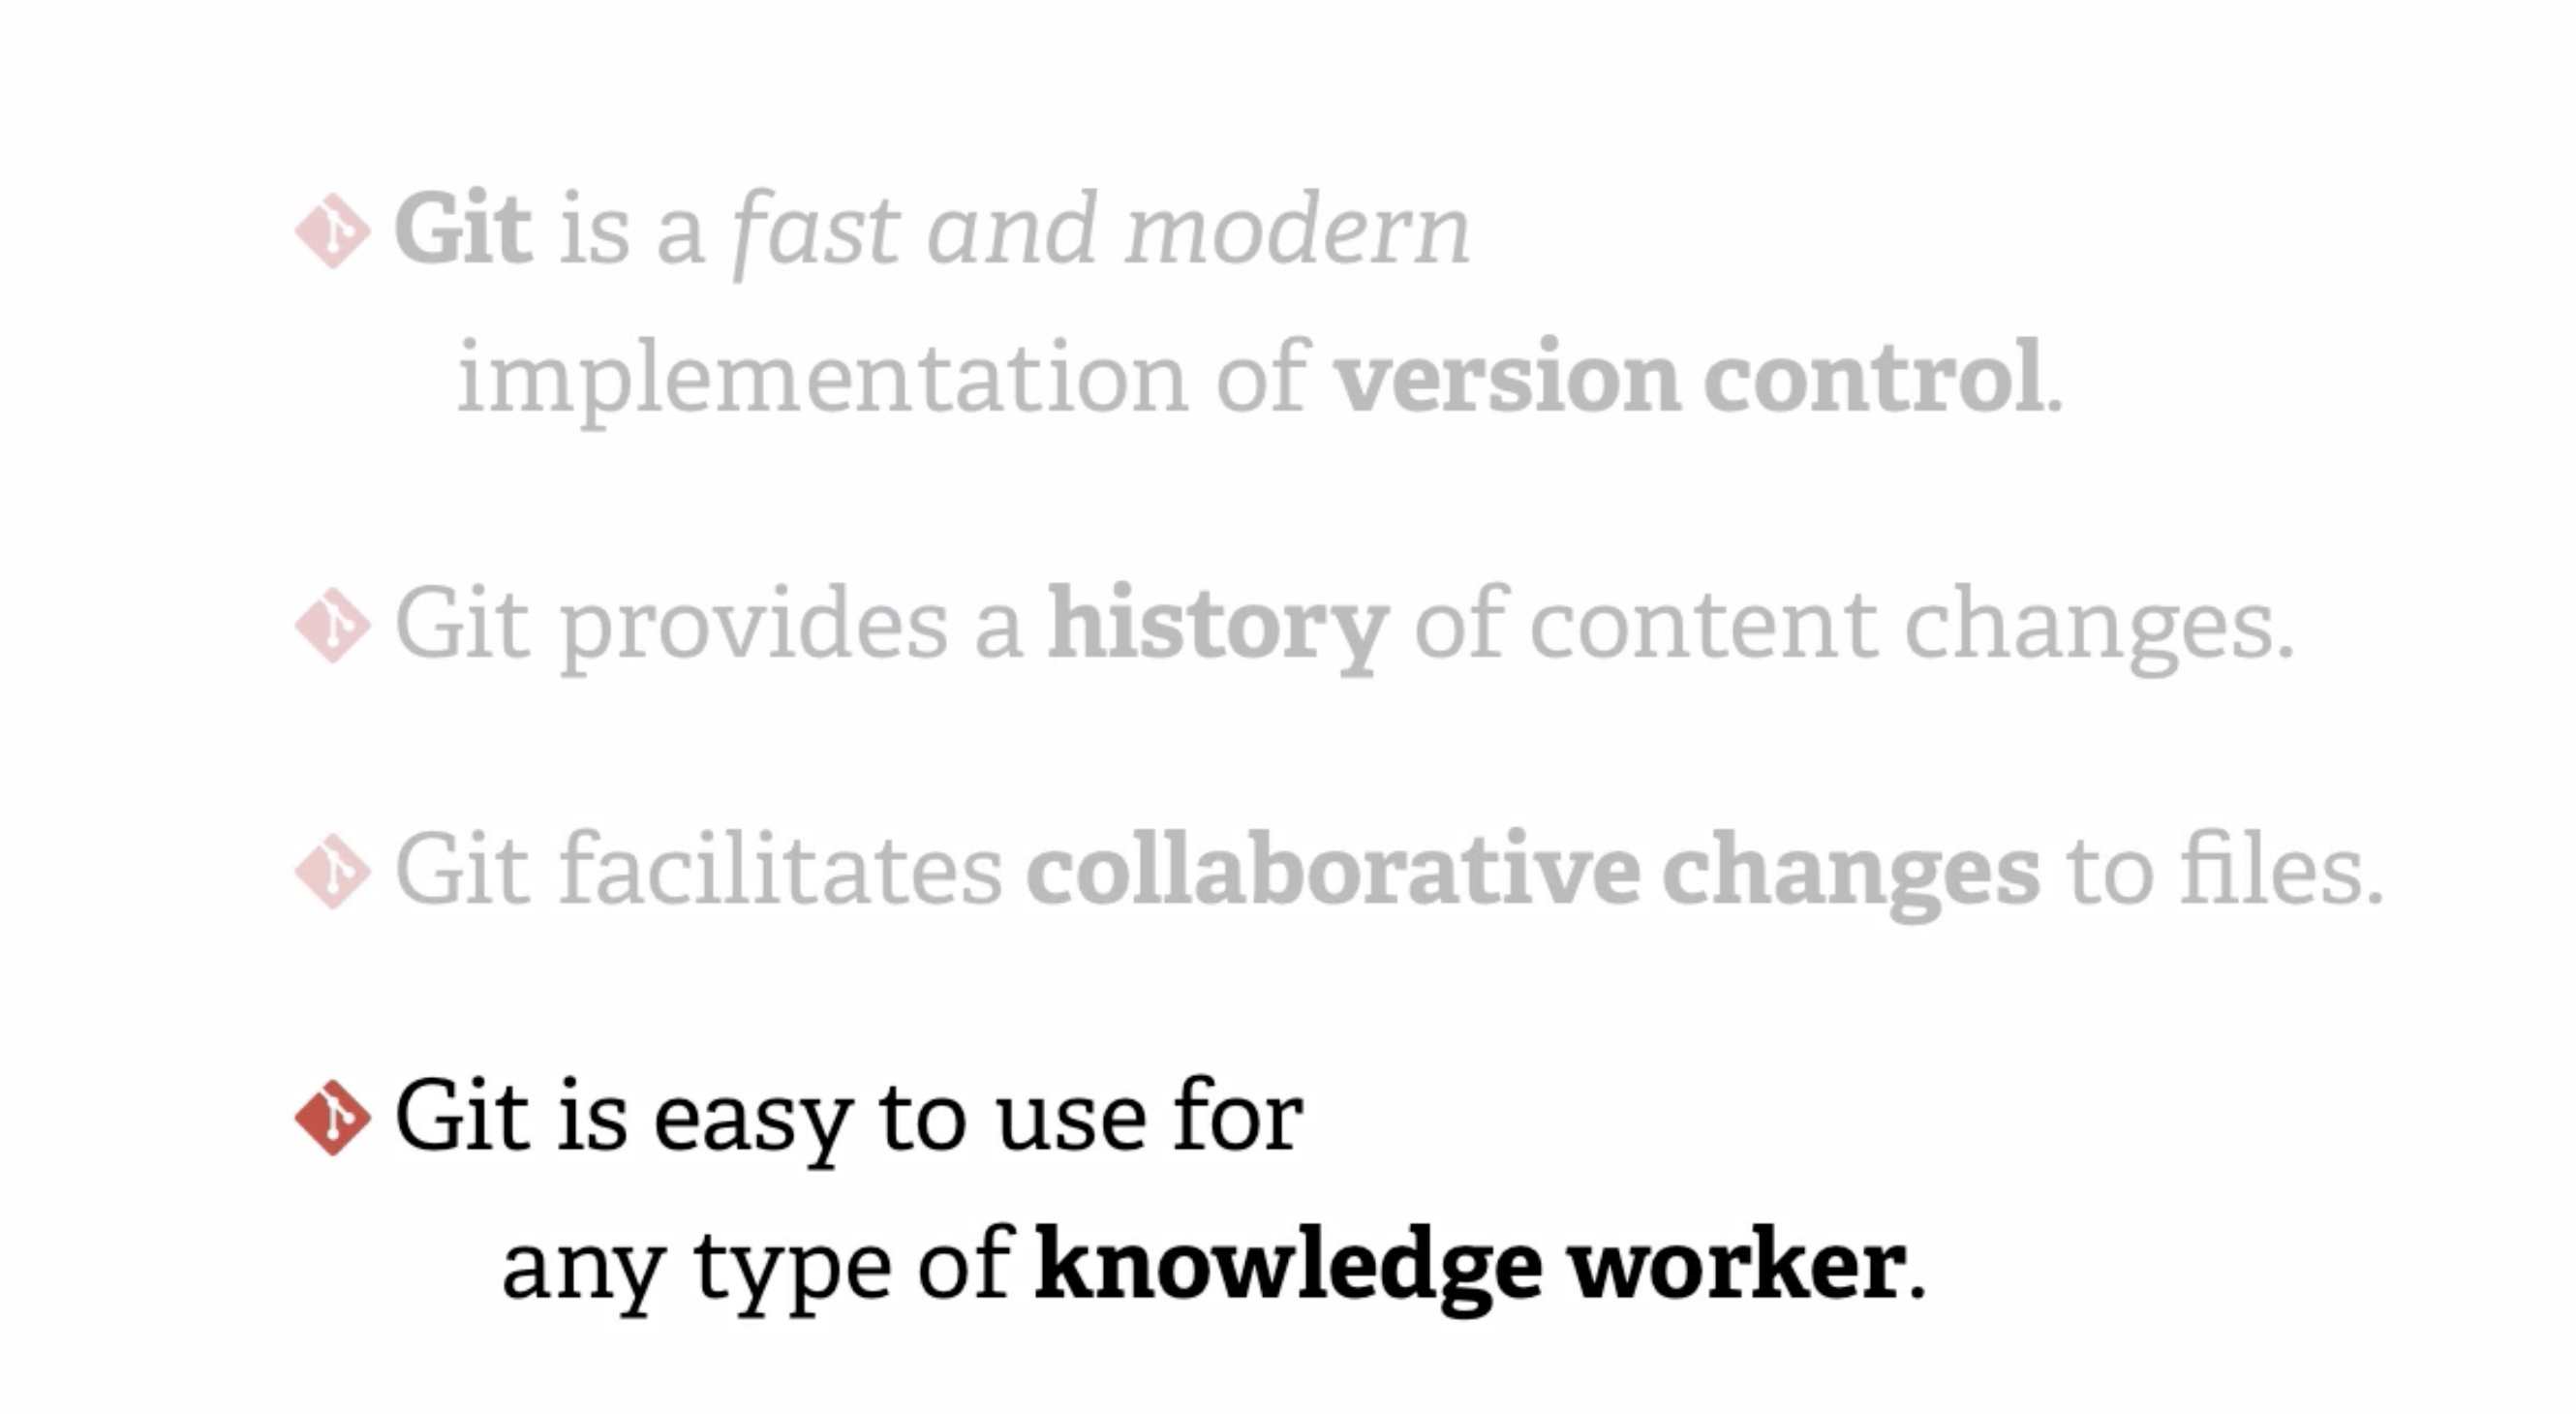 Git is a fast and modern
implementation of version control.
Git provides a history of content changes.
Git facilitates collaborative changes to files.
Git is easy to use for
any type of knowledge worker.